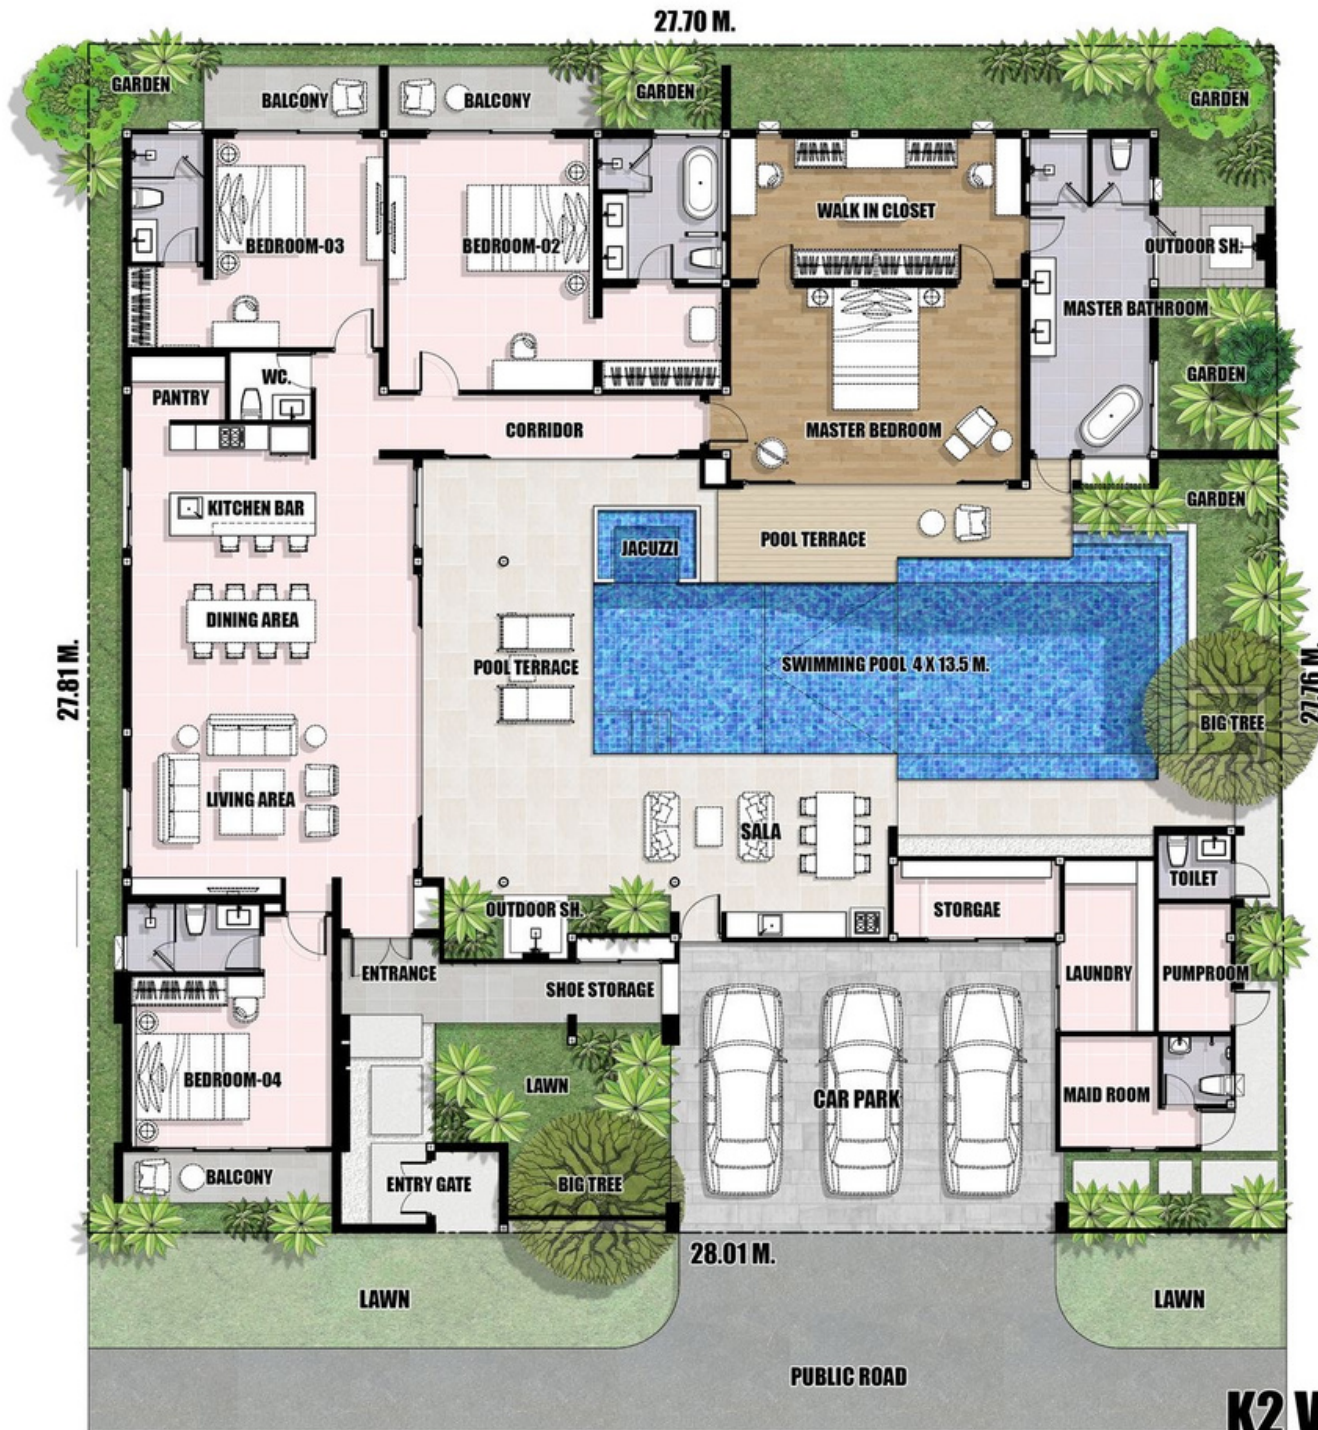 27.70 M.
GARDEN
BALCONY
BALCONY
GARDEN
GARDEN
BEDROOM-03
BEDROOM-02
WALK IN CLOSET
OUTDOOR SH.
MASTER BATHROOM
WC.
PANTRY
GARDEN
CORRIDOR
MASTER BEDROOM
KITCHEN BAR
GARDEN
JACUZZI
POOL TERRACE
DINING AREA
27.81 M.
POOL TERRACE
SWIMMING POOL 4 X 13.5 M.
27.76 M.
BIG TREE
LIVING AREA
SALA
TOILET
OUTDOOR SH.
STORGAE
ENTRANCE
SHOE STORAGE
LAUNDRY
PUMPROOM
BEDROOM-04
LAWN
CAR PARK
MAID ROOM
BALCONY
ENTRY GATE
BIG TREE
28.01 M.
LAWN
LAWN
PUBLIC ROAD
K2 V